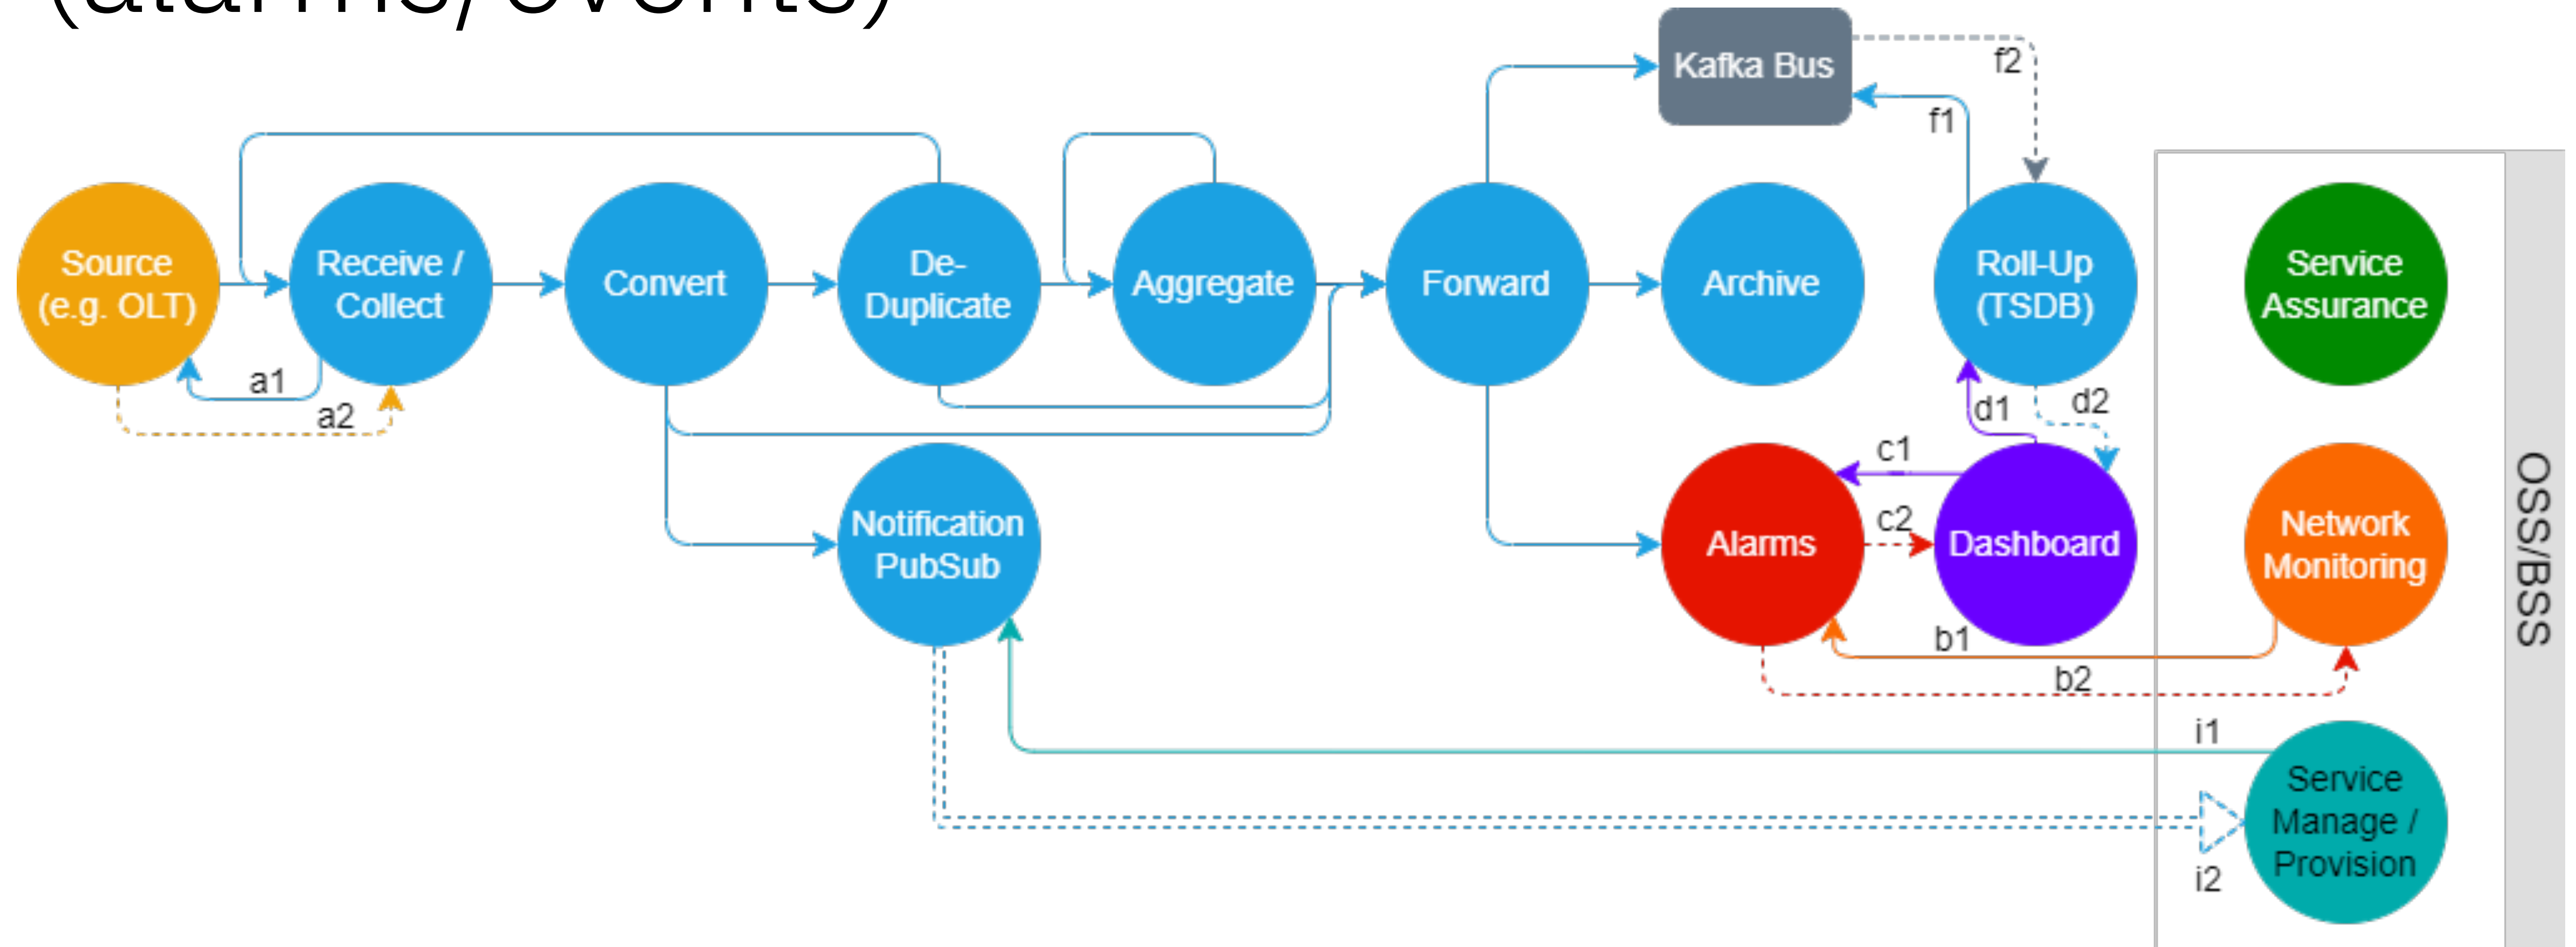 (alarms/events)
Kafka Bus
f2
f1
Source
(e.g. OLT)
Receive /
Collect
Convert
De-
Duplicate
Aggregate
Forward
Archive
Roll-Up
(TSDB)
Service
Assurance
a1
a2
d1
d2
c1
c2
Notification
PubSub
Alarms
Dashboard
Network
Monitoring
OSS/BSS
b1
b2
i1
Service
Manage /
Provision
i2